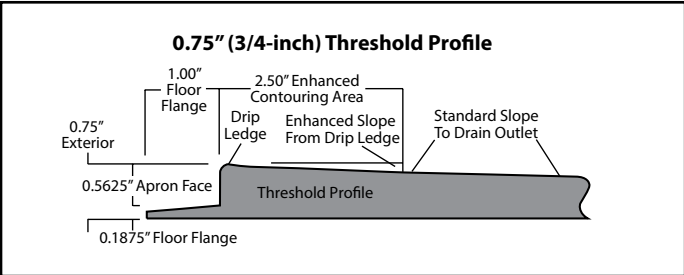 0.75” (3/4-inch) Threshold Profile
1.00”
Floor
Flange
2.50” Enhanced
Contouring Area
Drip
Ledge
Enhanced Slope
From Drip Ledge
Standard Slope
To Drain Outlet
0.75”
Exterior
0.5625” Apron Face
Threshold Profile
0.1875” Floor Flange